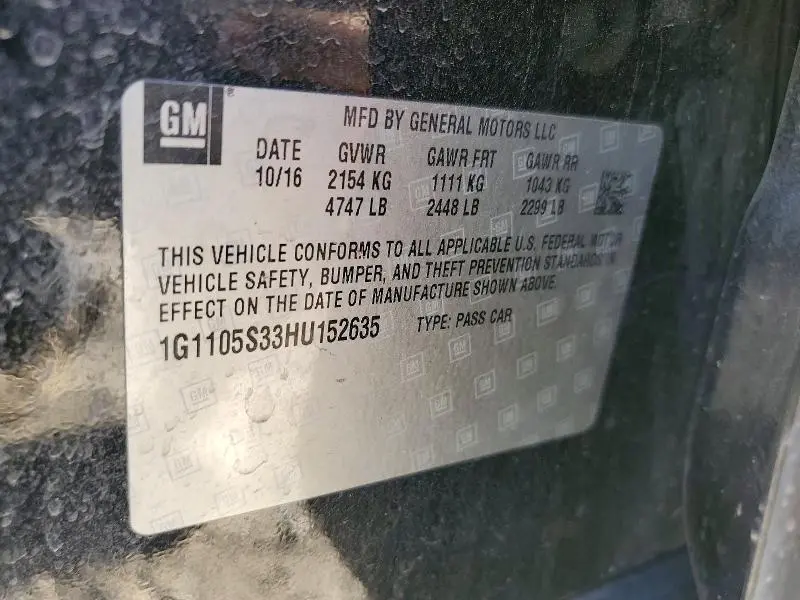 GM
MFD BY GENERAL MOTORS LLC
DATE GVWR GAWR FRT GAWR RR
10/16 2154 KG 1111 KG 1043 KG
4747 LB 2448 LB 2299 LB
THIS VEHICLE CONFORMS TO ALL APPLICABLE U.S. FEDERAL MOTOR
VEHICLE SAFETY, BUMPER, AND THEFT PREVENTION STANDARDS IN
EFFECT ON THE DATE OF MANUFACTURE SHOWN ABOVE.
1G1105S33HU152635 TYPE: PASS CAR